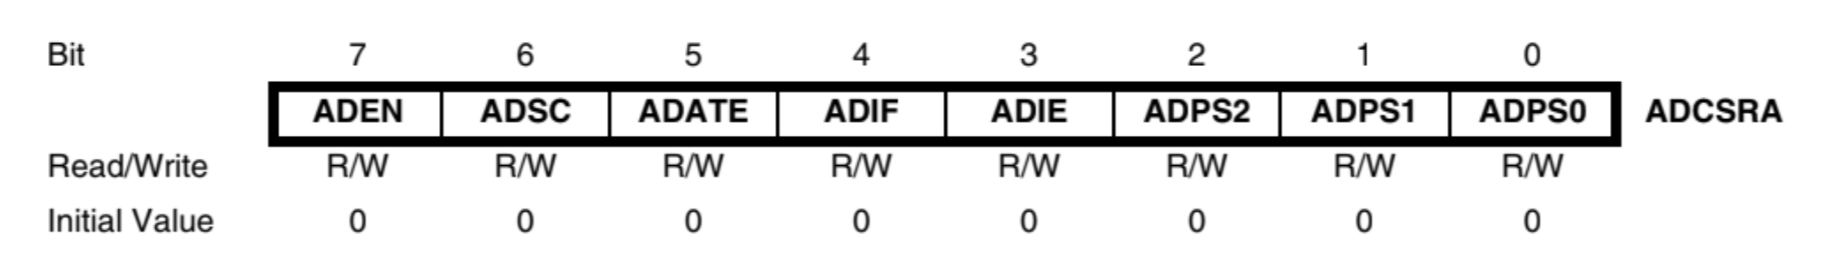 Bit 7 6 5 4 3 2 1 0
ADEN ADSC ADATE ADIF ADIE ADPS2 ADPS1 ADPS0 ADCSRA
Read/Write R/W R/W R/W R/W R/W R/W R/W R/W
Initial Value 0 0 0 0 0 0 0 0